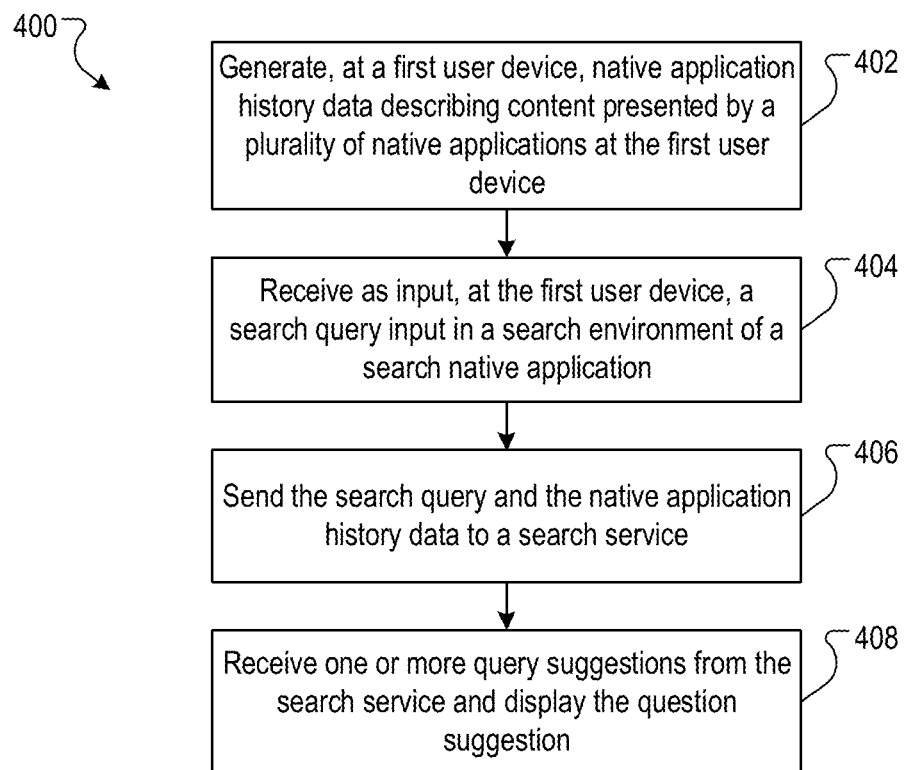 400
Generate, at a first user device, native application
history data describing content presented by a
plurality of native applications at the first user
device
402
Receive as input, at the first user device, a
search query input in a search environment of a
search native application
404
Send the search query and the native application
history data to a search service
406
Receive one or more query suggestions from the
search service and display the question
suggestion
408